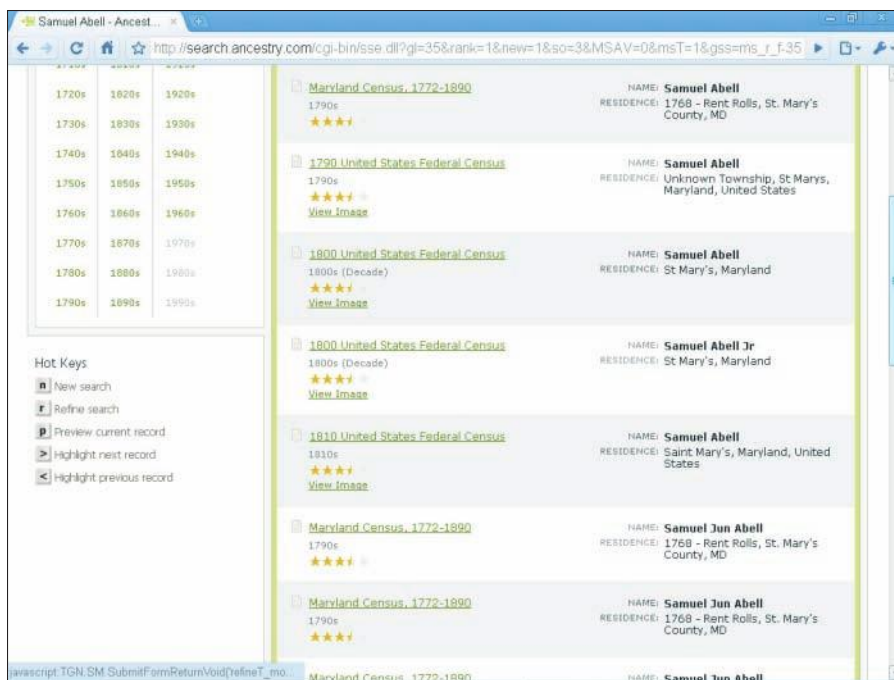 Samuel Abell - Ancest...
http://search.ancestry.com/cgi-bin/sse.dll?gl=35&rank=1&new=1&so=3&MSAV=0&msT=1&gss=ms_r_f-35
1720s 1820s 1920s
1730s 1830s 1930s
1740s 1840s 1940s
1750s 1850s 1950s
1760s 1860s 1960s
1770s 1870s 1970s
1780s 1880s 1980s
1790s 1890s 1990s
Hot Keys
n New search
r Refine search
p Preview current record
> Highlight next record
< Highlight previous record
Maryland Census, 1772-1890
1790s
NAME: Samuel Abell
RESIDENCE: 1768 - Rent Rolls, St. Mary's
County, MD
1790 United States Federal Census
1790s
View Image
NAME: Samuel Abell
RESIDENCE: Unknown Township, St Marys,
Maryland, United States
1800 United States Federal Census
1800s (Decade)
View Image
NAME: Samuel Abell
RESIDENCE: St Mary's, Maryland
1800 United States Federal Census
1800s (Decade)
View Image
NAME: Samuel Abell Jr
RESIDENCE: St Mary's, Maryland
1810 United States Federal Census
1810s
View Image
NAME: Samuel Abell
RESIDENCE: Saint Mary's, Maryland, United
States
Maryland Census, 1772-1890
1790s
NAME: Samuel Jun Abell
RESIDENCE: 1768 - Rent Rolls, St. Mary's
County, MD
Maryland Census, 1772-1890
1790s
NAME: Samuel Jun Abell
RESIDENCE: 1768 - Rent Rolls, St. Mary's
County, MD
Maryland Census, 1772-1890
NAME: Samuel Jun Abell
javascript:TGN.SM.SubmitFormReturnVoid('refineT_mo...